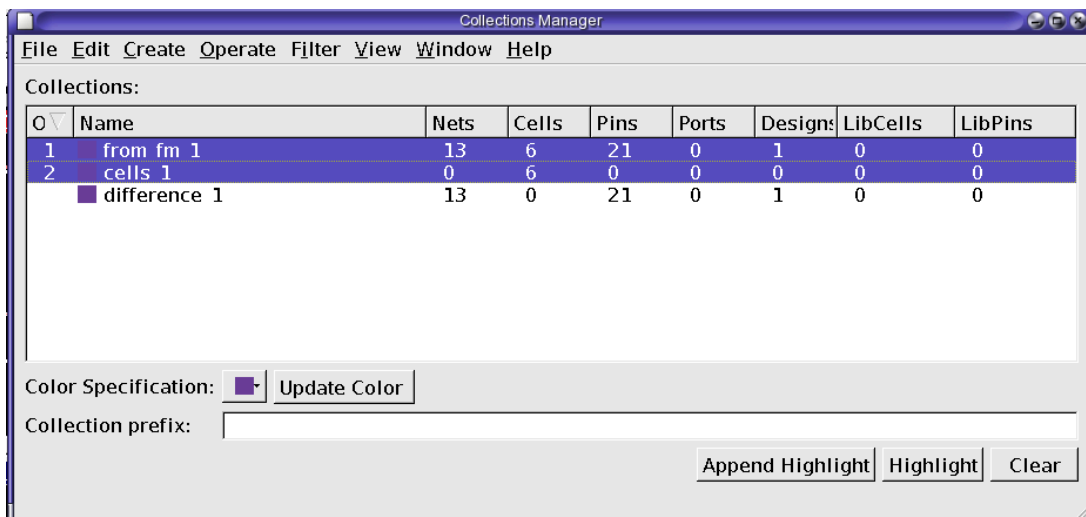 Collections Manager
File Edit Create Operate Filter View Window Help
Collections:
O Name Nets Cells Pins Ports Designs LibCells LibPins
1 from fm 1 13 6 21 0 1 0 0
2 cells 1 0 6 0 0 0 0 0
difference 1 13 0 21 0 1 0 0
Color Specification: Update Color
Collection prefix:
Append Highlight Highlight Clear